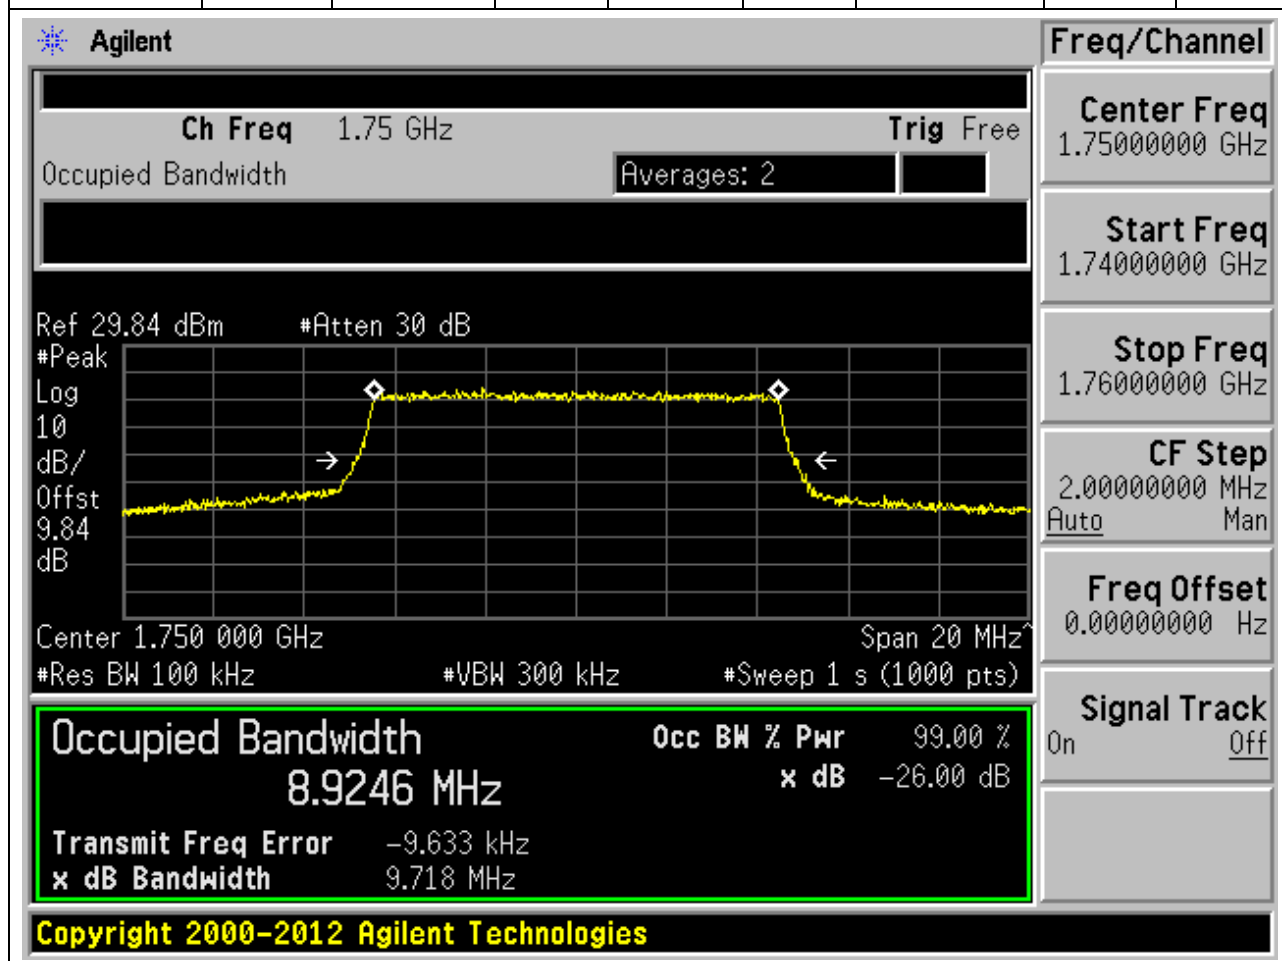 Agilent
Freq/Channel
Ch Freq 1.75 GHz Trig Free
Occupied Bandwidth Averages: 2
Center Freq
1.75000000 GHz
Start Freq
1.74000000 GHz
Stop Freq
1.76000000 GHz
CF Step
2.00000000 MHz
Auto Man
Freq Offset
0.00000000 Hz
Signal Track
On Off
Ref 29.84 dBm #Atten 30 dB
#Peak
Log
10
dB/
Offst
9.84
dB
Center 1.750 000 GHz Span 20 MHz^
#Res BW 100 kHz #VBW 300 kHz #Sweep 1 s (1000 pts)
Occupied Bandwidth Occ BW % Pwr 99.00 %
8.9246 MHz x dB -26.00 dB
Transmit Freq Error -9.633 kHz
x dB Bandwidth 9.718 MHz
Copyright 2000-2012 Agilent Technologies